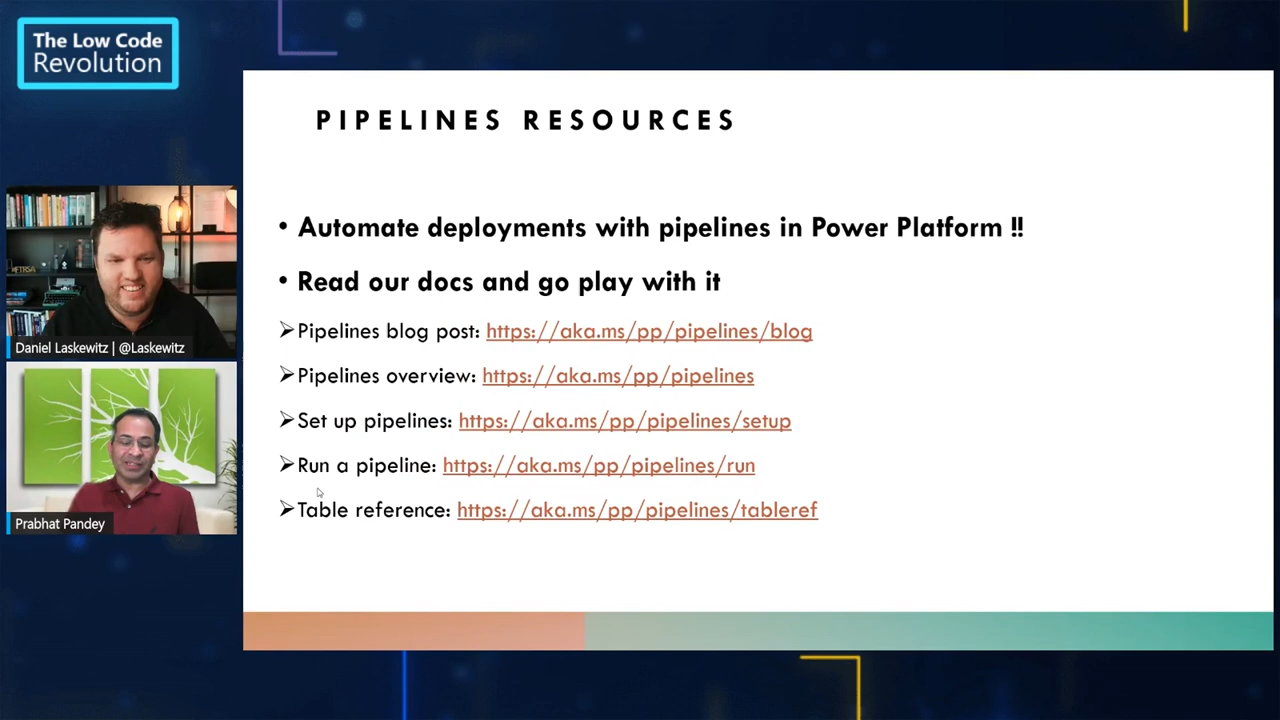 The Low Code
Revolution
PIPELINES RESOURCES
• Automate deployments with pipelines in Power Platform !!
• Read our docs and go play with it
➢Pipelines blog post: https://aka.ms/pp/pipelines/blog
➢Pipelines overview: https://aka.ms/pp/pipelines
➢Set up pipelines: https://aka.ms/pp/pipelines/setup
➢Run a pipeline: https://aka.ms/pp/pipelines/run
➢Table reference: https://aka.ms/pp/pipelines/tableref
Daniel Laskewitz | @Laskewitz
Prabhat Pandey